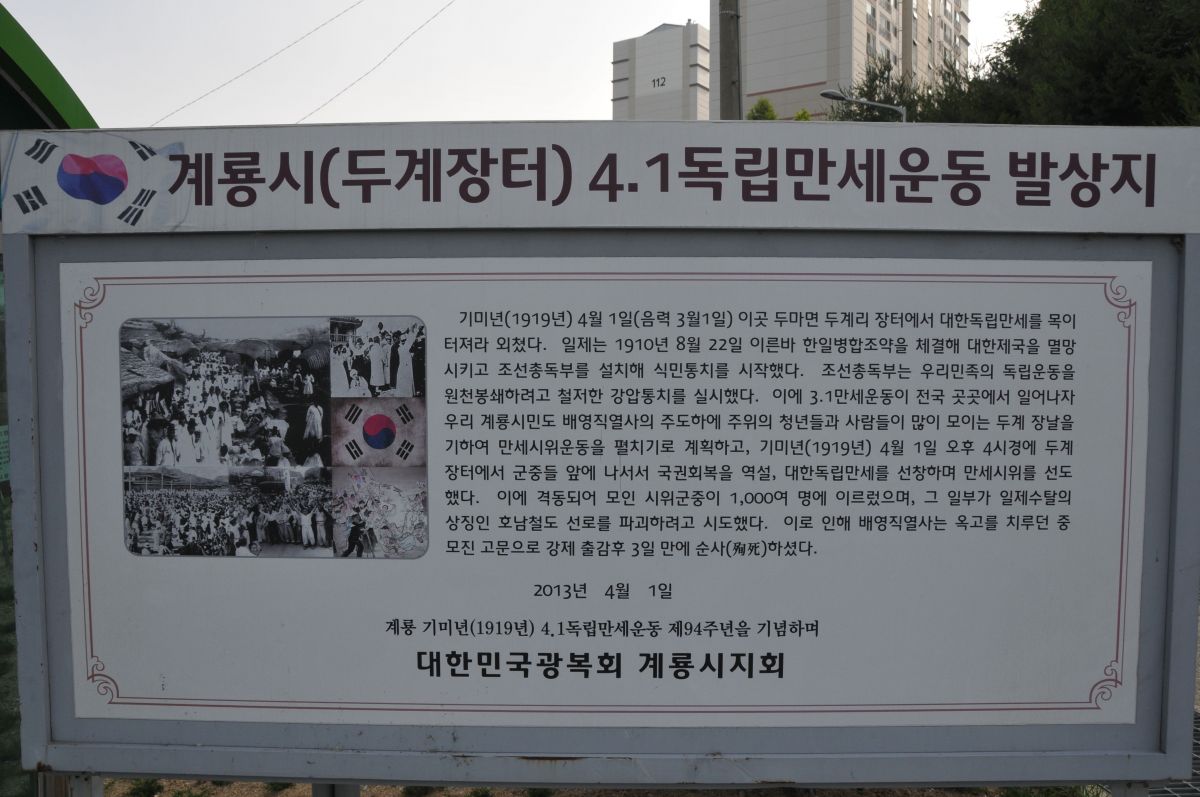 112
계룡시(두계장터) 4.1독립만세운동 발상지
기미년(1919년) 4월 1일(음력 3월1일) 이곳 두마면 두계리 장터에서 대한독립만세를 목이
터져라 외쳤다. 일제는 1910년 8월 22일 이른바 한일병합조약을 체결해 대한제국을 멸망
시키고 조선총독부를 설치해 식민통치를 시작했다. 조선총독부는 우리민족의 독립운동을
원천봉쇄하려고 철저한 강압통치를 실시했다. 이에 3.1만세운동이 전국 곳곳에서 일어나자
우리 계룡시민도 배영직열사의 주도하에 주위의 청년들과 사람들이 많이 모이는 두계 장날을
기하여 만세시위운동을 펼치기로 계획하고, 기미년(1919년) 4월 1일 오후 4시경에 두계
장터에서 군중들 앞에 나서서 국권회복을 역설, 대한독립만세를 선창하며 만세시위를 선도
했다. 이에 격동되어 모인 시위군중이 1,000여 명에 이르렀으며, 그 일부가 일제수탈의
상징인 호남철도 선로를 파괴하려고 시도했다. 이로 인해 배영직열사는 옥고를 치루던 중
모진 고문으로 강제 출감후 3일 만에 순사(殉死)하셨다.
2013년 4월 1일
계룡 기미년(1919년) 4.1독립만세운동 제94주년을 기념하며
대한민국광복회 계룡시지회